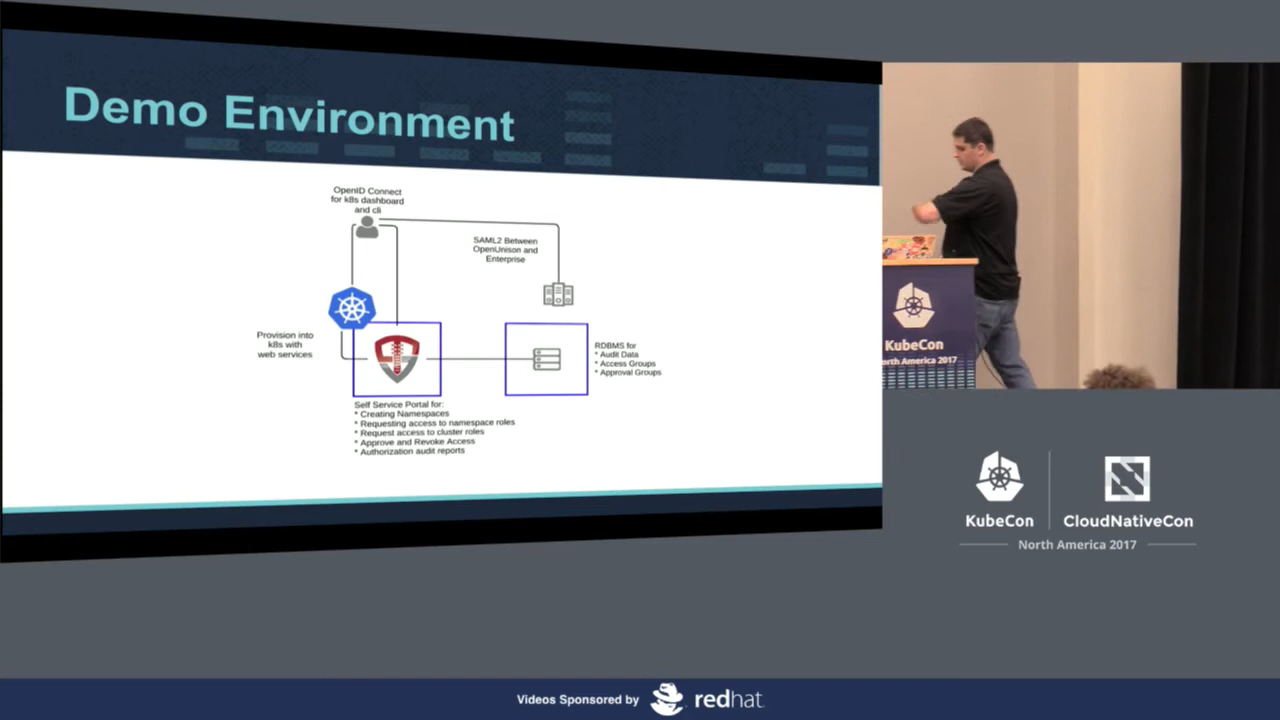 Demo Environment
OpenID Connect
for k8s dashboard
and cli
SAML2 Between
OpenUnison and
Enterprise
Provision into
k8s with
web services
RDBMS for
* Audit Data
* Access Groups
* Approval Groups
Self Service Portal for:
* Creating Namespaces
* Requesting access to namespace roles
* Request access to cluster roles
* Approve and Revoke Access
* Authorization audit reports
KubeCon
North America 2017
KubeCon
CloudNativeCon
North America 2017
Videos Sponsored by
redhat